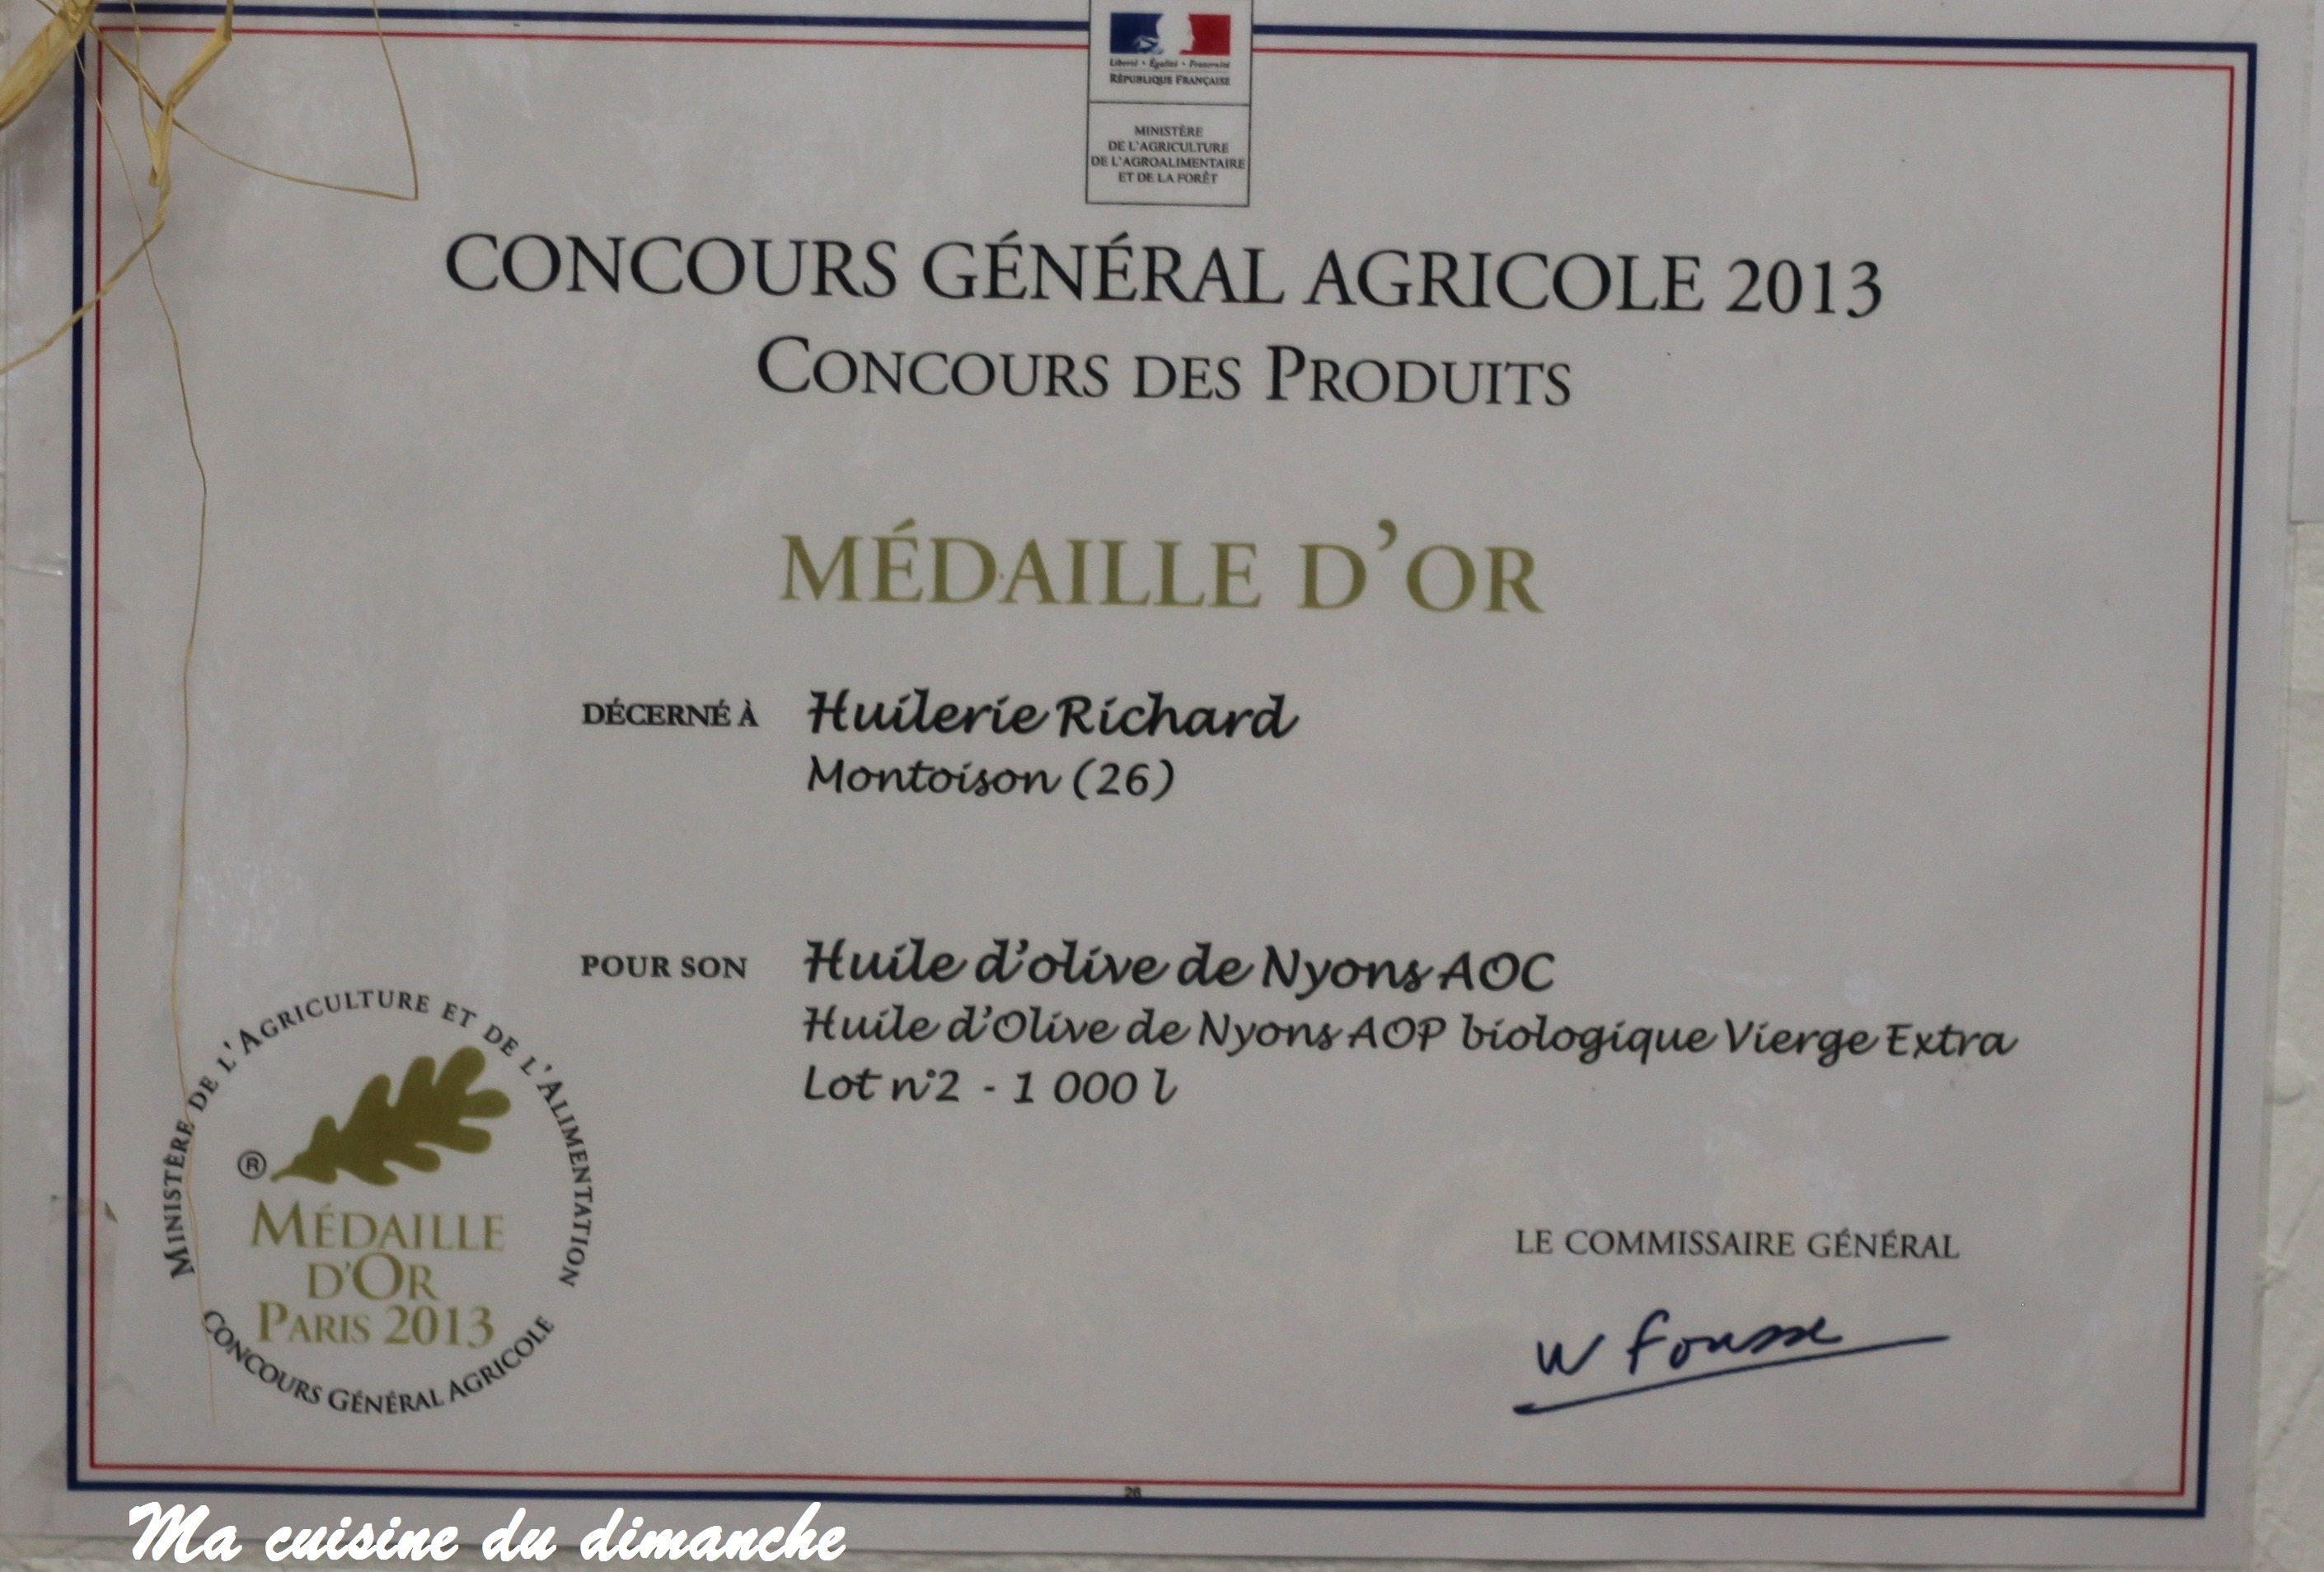 Liberté • Égalité • Fraternité
RÉPUBLIQUE FRANÇAISE
MINISTÈRE
DE L'AGRICULTURE
DE L'AGROALIMENTAIRE
ET DE LA FORÊT
CONCOURS GÉNÉRAL AGRICOLE 2013
CONCOURS DES PRODUITS
MÉDAILLE D'OR
DÉCERNÉ À Huilerie Richard
Montoison (26)
POUR SON Huile d'olive de Nyons AOC
Huile d'Olive de Nyons AOP biologique Vierge Extra
Lot n°2 - 1 000 l
MINISTÈRE DE L'AGRICULTURE ET DE L'ALIMENTATION
®
MÉDAILLE
D'OR
PARIS 2013
CONCOURS GÉNÉRAL AGRICOLE
LE COMMISSAIRE GÉNÉRAL
26
Ma cuisine du dimanche